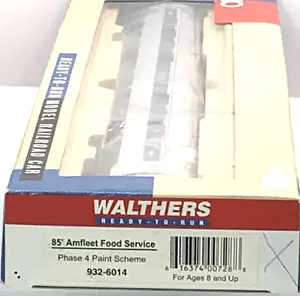 READY-TO-RUN MODEL RAILROAD CAR
WALTHERS
READY-TO-RUN
85' Amfleet Food Service
Phase 4 Paint Scheme
932-6014
6 16374 00728 8
For Ages 8 and Up